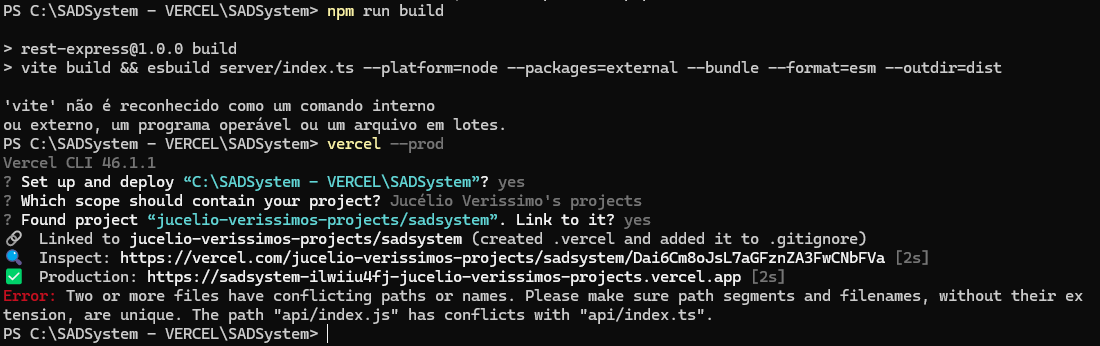 PS C:\SADSystem - VERCEL\SADSystem> npm run build
> rest-express@1.0.0 build
> vite build && esbuild server/index.ts --platform=node --packages=external --bundle --format=esm --outdir=dist
'vite' não é reconhecido como um comando interno
ou externo, um programa operável ou um arquivo em lotes.
PS C:\SADSystem - VERCEL\SADSystem> vercel --prod
Vercel CLI 46.1.1
? Set up and deploy “C:\SADSystem - VERCEL\SADSystem”? yes
? Which scope should contain your project? Jucélio Verissimo's projects
? Found project “jucelio-verissimos-projects/sadsystem”. Link to it? yes
🔗  Linked to jucelio-verissimos-projects/sadsystem (created .vercel and added it to .gitignore)
🔍  Inspect: https://vercel.com/jucelio-verissimos-projects/sadsystem/Dai6Cm8oJsL7aGFznZA3FwCNbFVa [2s]
✅  Production: https://sadsystem-ilwiiu4fj-jucelio-verissimos-projects.vercel.app [2s]
Error: Two or more files have conflicting paths or names. Please make sure path segments and filenames, without their ex
tension, are unique. The path "api/index.js" has conflicts with "api/index.ts".
PS C:\SADSystem - VERCEL\SADSystem>